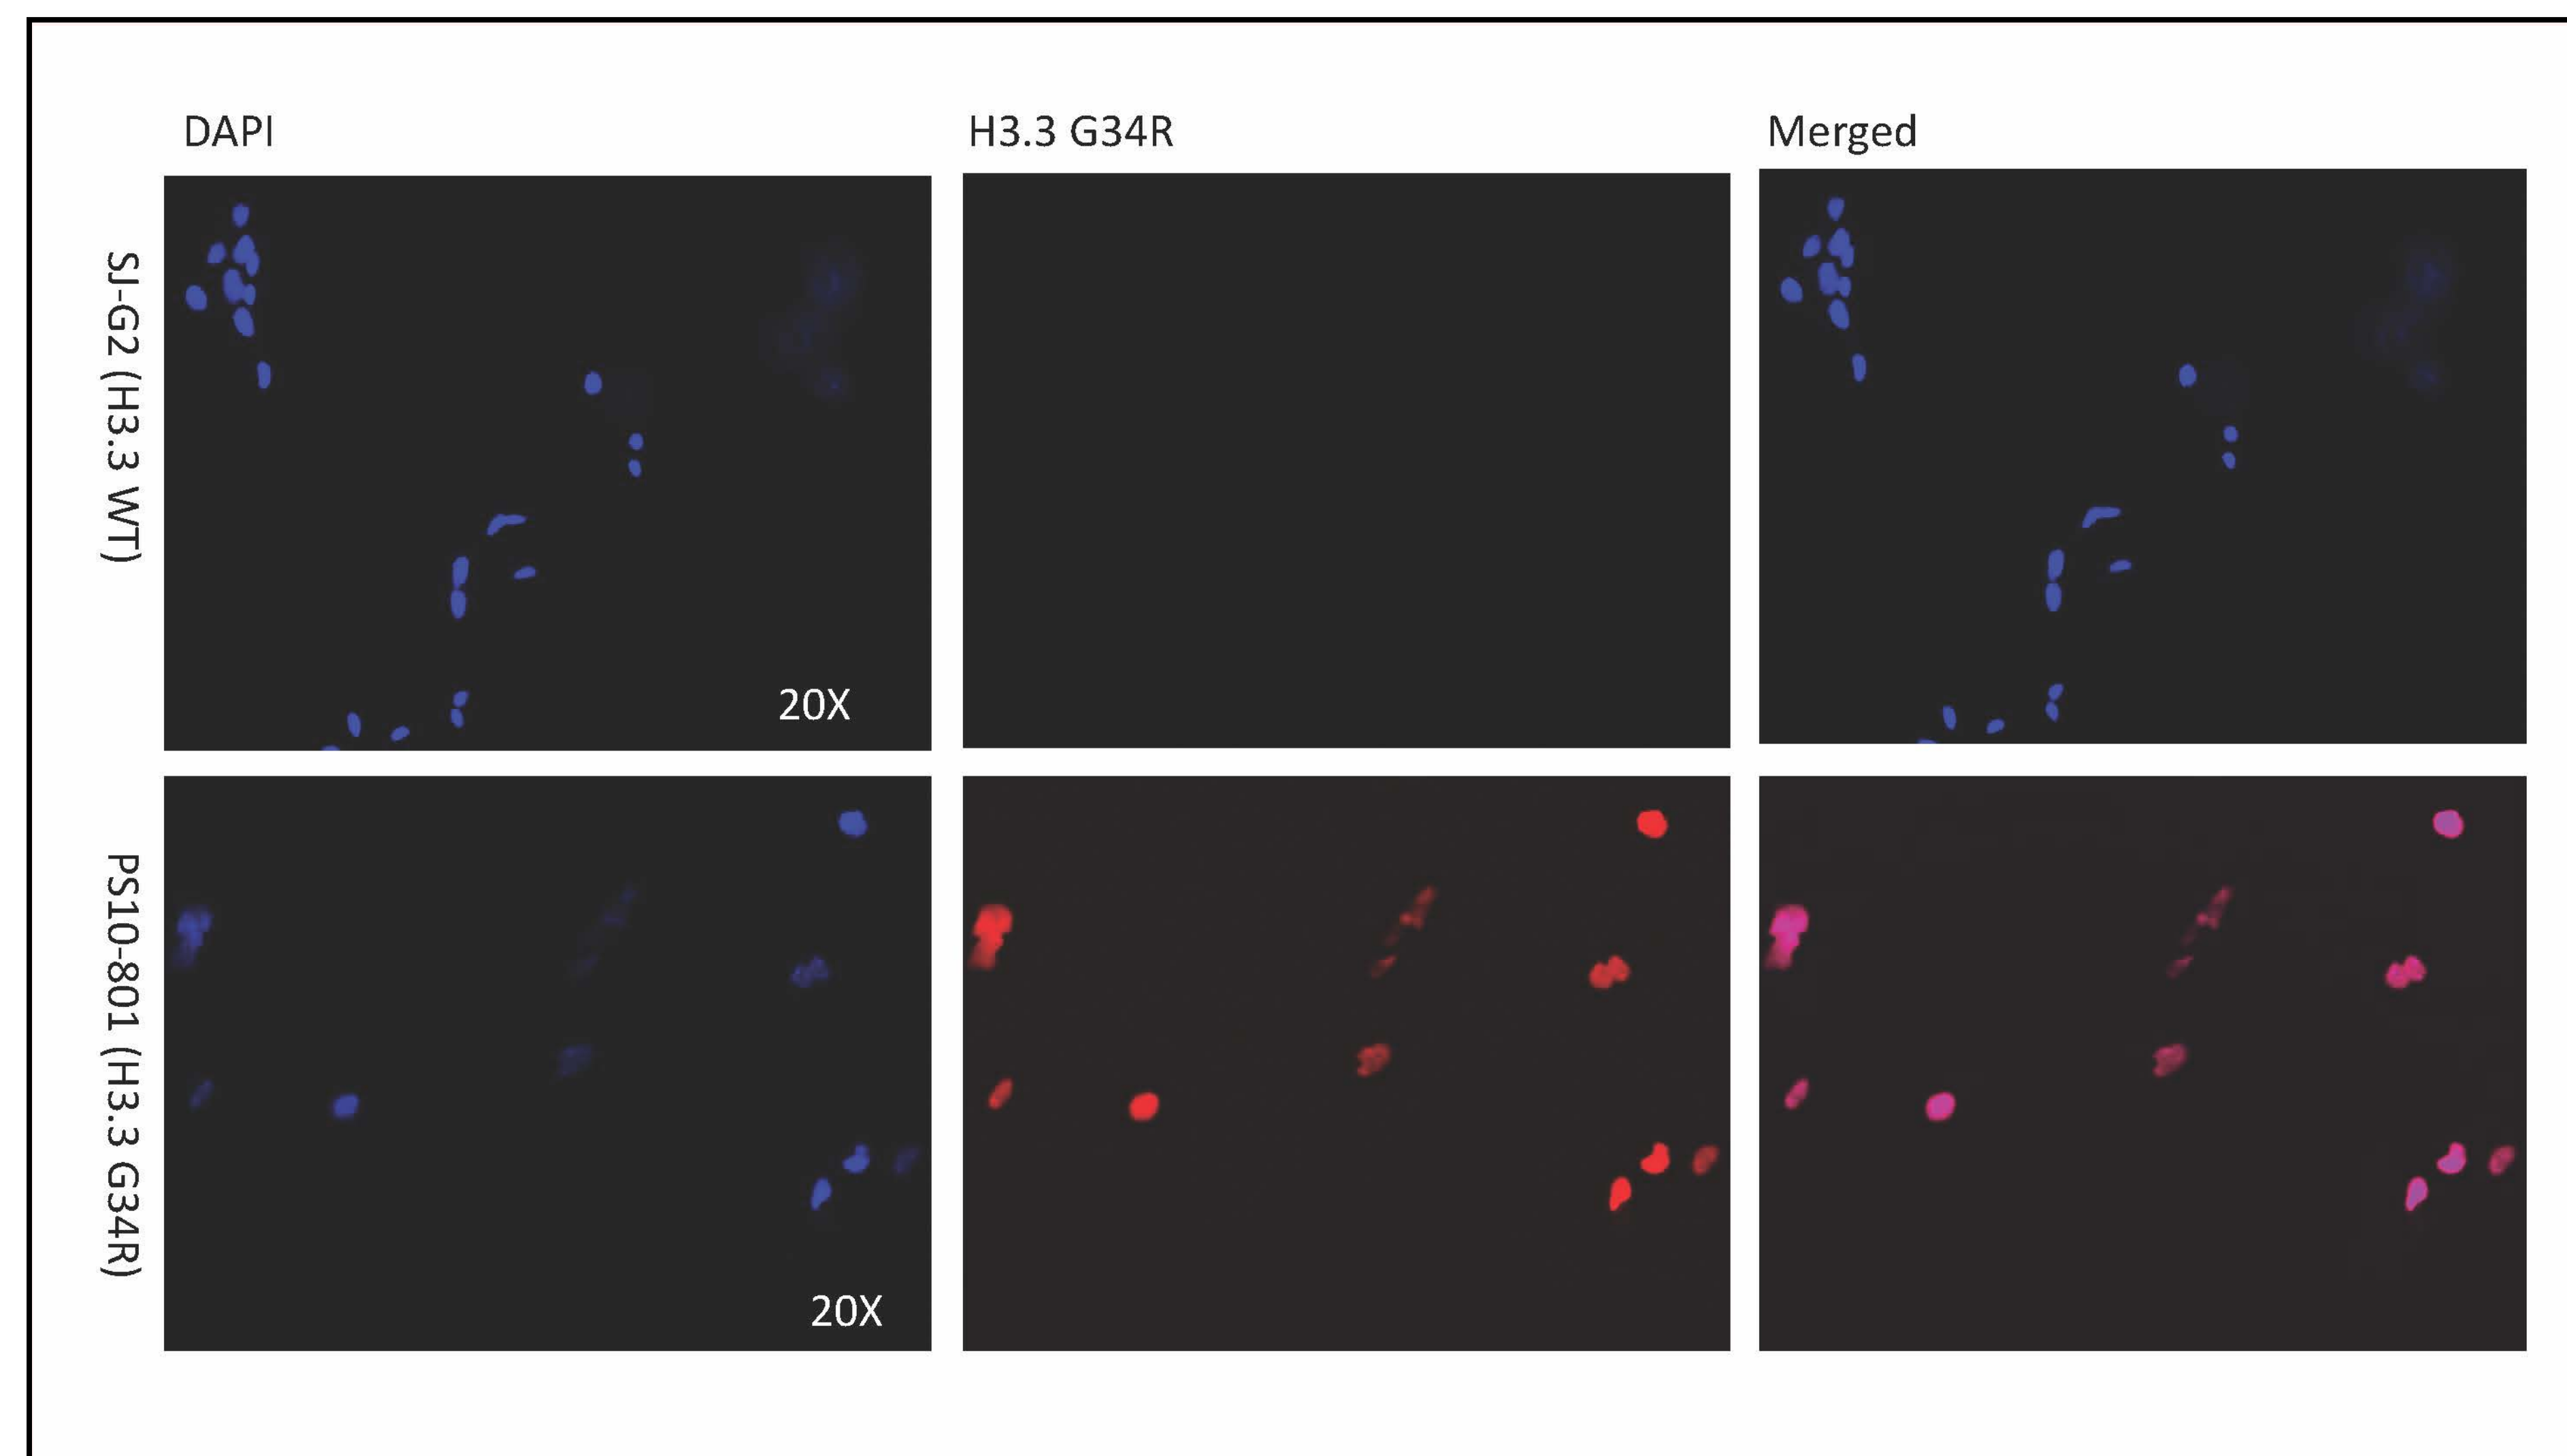 DAPI
H3.3 G34R
Merged
SJ-G2 (H3.3 WT)
20X
PS10-801 (H3.3 G34R)
20X